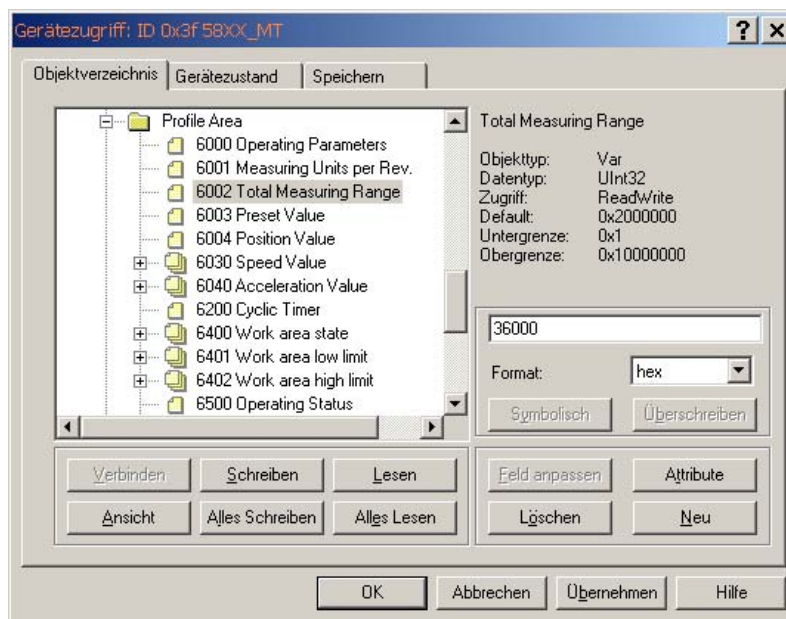 Gerätezugriff: ID 0x3f 58XX_MT
Objektverzeichnis Gerätezustand Speichern
Profile Area
6000 Operating Parameters
6001 Measuring Units per Rev.
6002 Total Measuring Range
6003 Preset Value
6004 Position Value
6030 Speed Value
6040 Acceleration Value
6200 Cyclic Timer
6400 Work area state
6401 Work area low limit
6402 Work area high limit
6500 Operating Status
Total Measuring Range
Objekttyp: Var
Datentyp: UInt32
Zugriff: ReadWrite
Default: 0x2000000
Untergrenze: 0x1
Obergrenze: 0x10000000
36000
Format: hex
Symbolisch Überschreiben
Verbinden Schreiben Lesen
Ansicht Alles Schreiben Alles Lesen
Feld anpassen Attribute
Löschen Neu
OK Abbrechen Übernehmen Hilfe